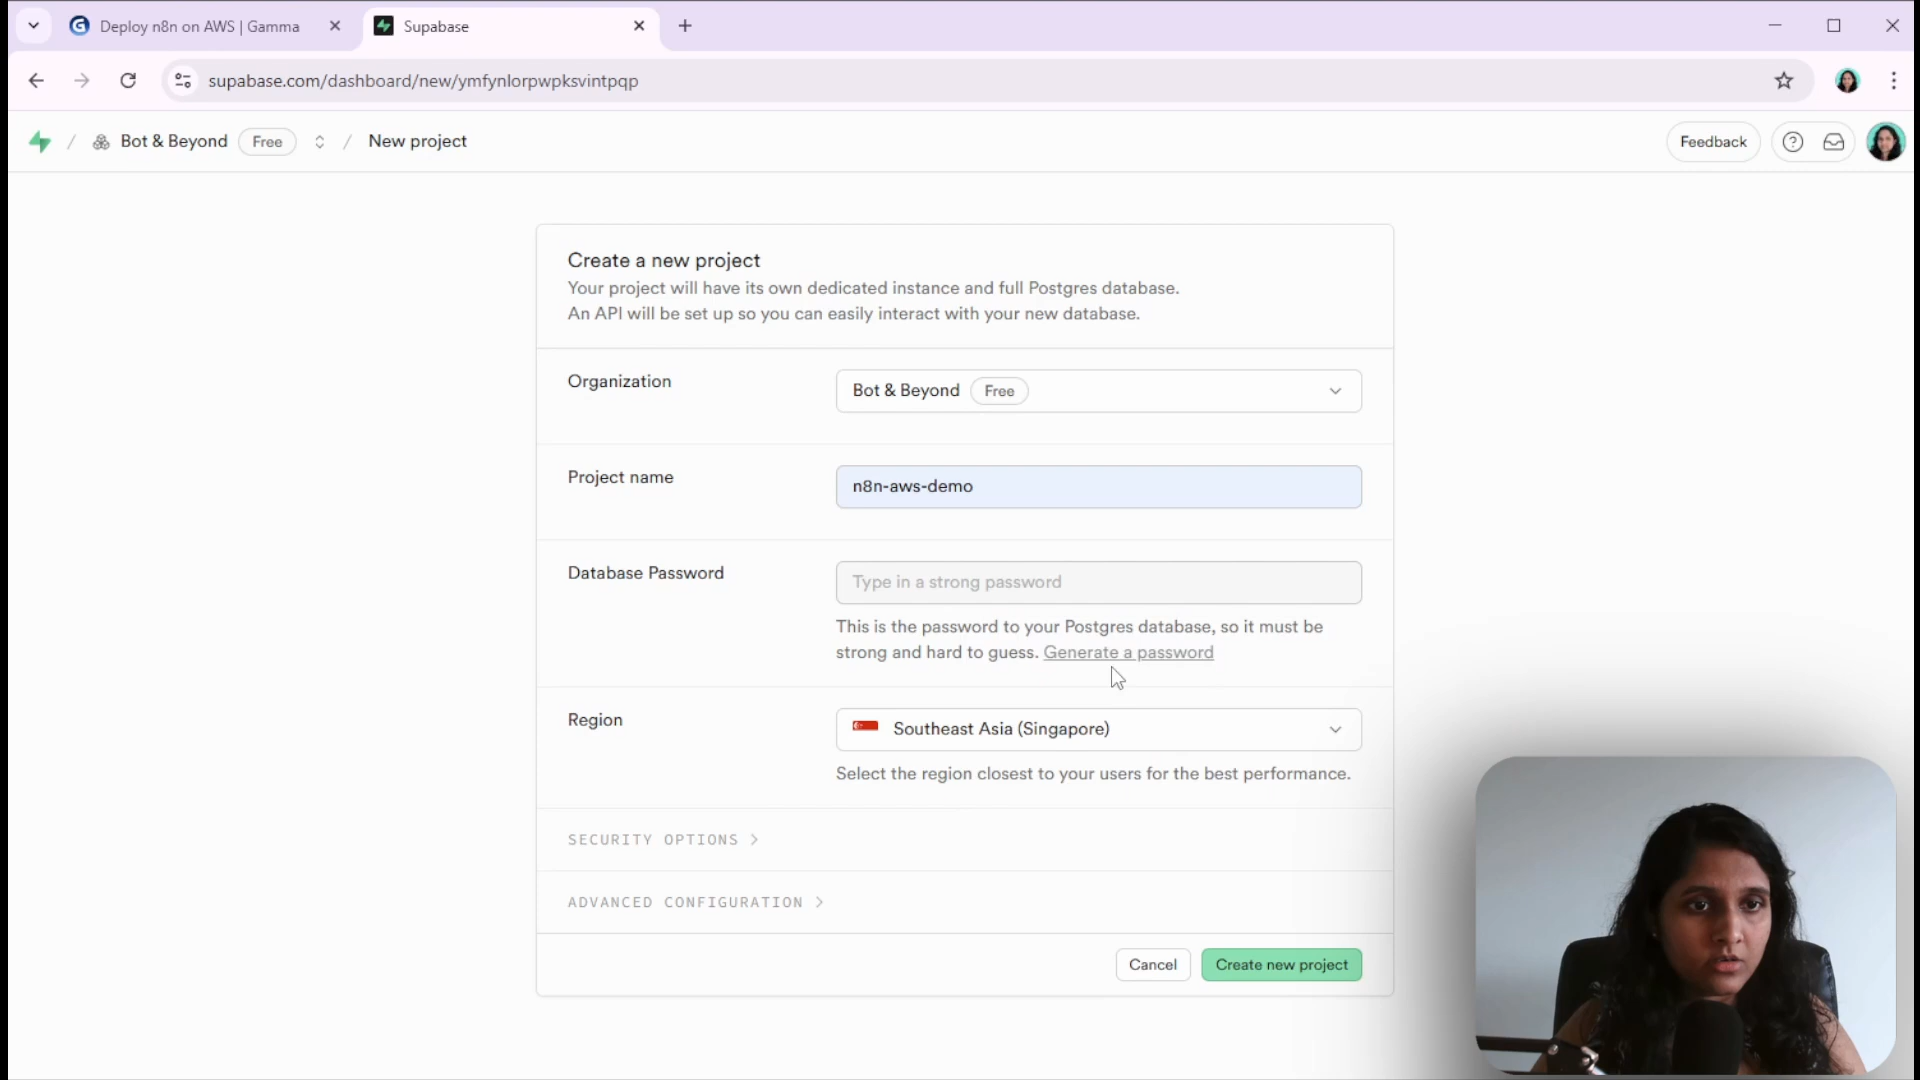 Deploy n8n on AWS | Gamma
Supabase
supabase.com/dashboard/new/ymfynlorpwpksvintpqp
/ Bot & Beyond Free / New project
Feedback
Create a new project
Your project will have its own dedicated instance and full Postgres database.
An API will be set up so you can easily interact with your new database.
Organization
Bot & Beyond Free
Project name
n8n-aws-demo
Database Password
Type in a strong password
This is the password to your Postgres database, so it must be
strong and hard to guess. Generate a password
Region
Southeast Asia (Singapore)
Select the region closest to your users for the best performance.
SECURITY OPTIONS >
ADVANCED CONFIGURATION >
Cancel
Create new project